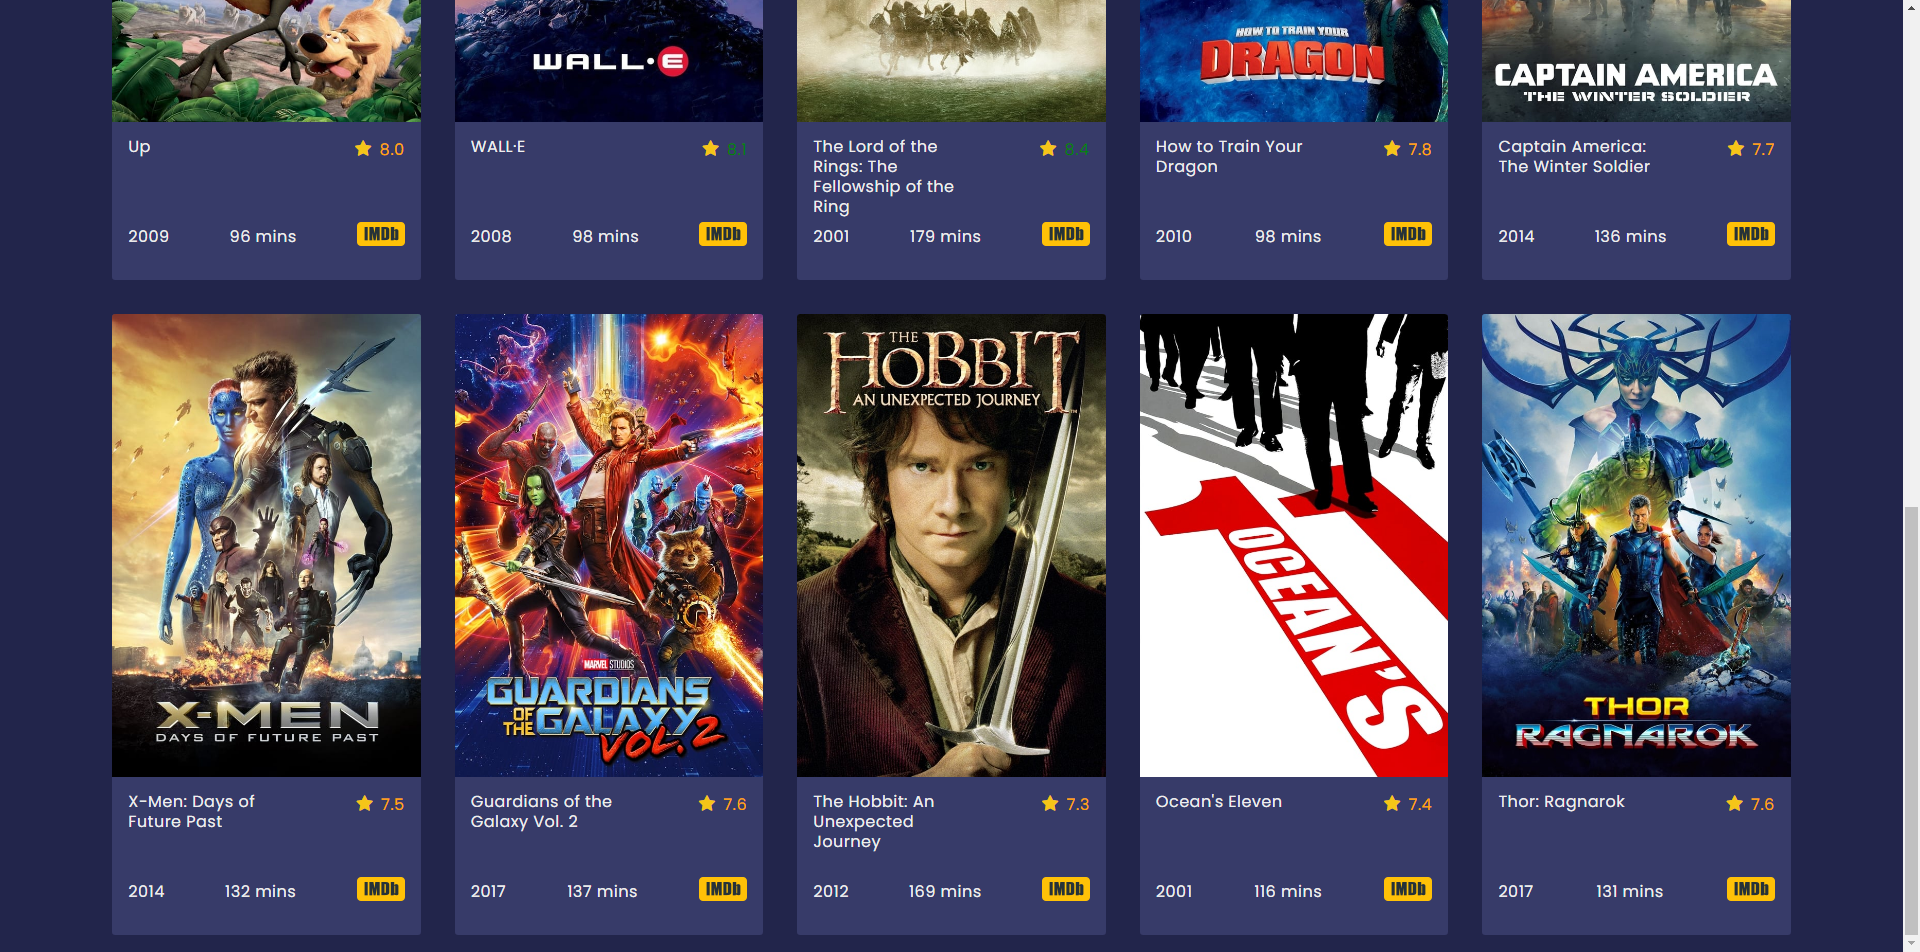 WALL·E
HOW TO TRAIN YOUR
DRAGON
CAPTAIN AMERICA
THE WINTER SOLDIER
Up
8.0
2009
96 mins
IMDb
WALL·E
8.1
2008
98 mins
IMDb
The Lord of the
Rings: The
Fellowship of the
Ring
8.4
2001
179 mins
IMDb
How to Train Your
Dragon
7.8
2010
98 mins
IMDb
Captain America:
The Winter Soldier
7.7
2014
136 mins
IMDb
X-MEN
DAYS OF FUTURE PAST
X-Men: Days of
Future Past
7.5
2014
132 mins
IMDb
MARVEL STUDIOS
GUARDIANS
OF THE GALAXY
VOL. 2
Guardians of the
Galaxy Vol. 2
7.6
2017
137 mins
IMDb
THE
HOBBIT
AN UNEXPECTED JOURNEY
The Hobbit: An
Unexpected
Journey
7.3
2012
169 mins
IMDb
11
OCEAN'S
Ocean's Eleven
7.4
2001
116 mins
IMDb
THOR
RAGNAROK
Thor: Ragnarok
7.6
2017
131 mins
IMDb